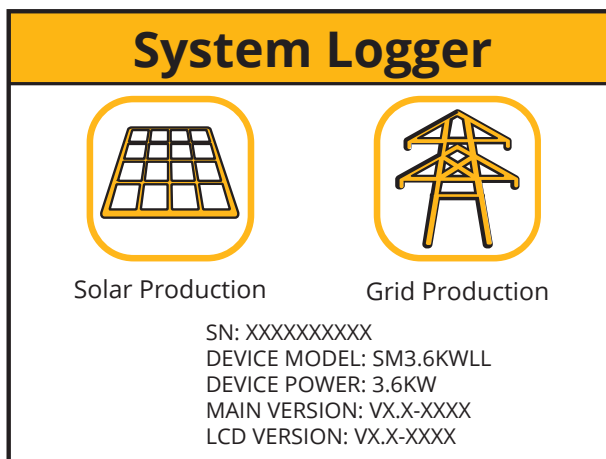 System Logger
Solar Production
Grid Production
SN: XXXXXXXXXX
DEVICE MODEL: SM3.6KWLL
DEVICE POWER: 3.6KW
MAIN VERSION: VX.X-XXXX
LCD VERSION: VX.X-XXXX